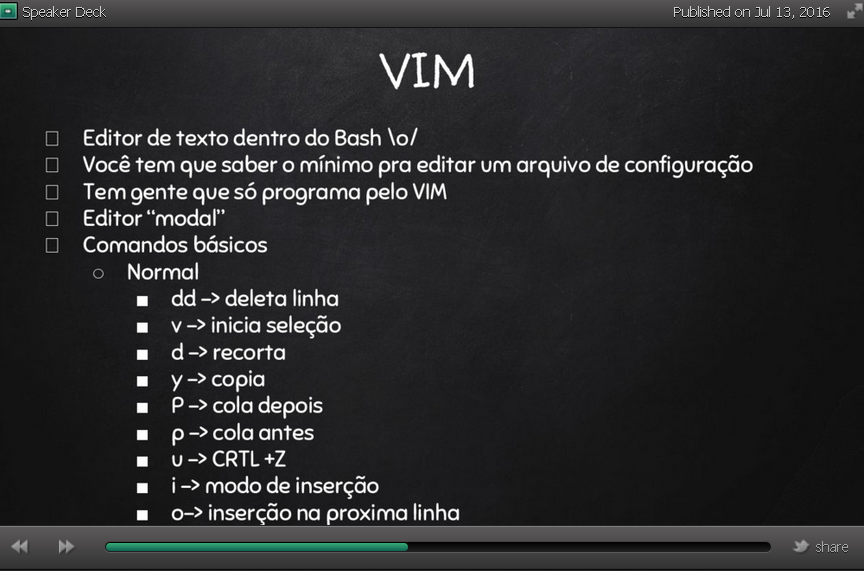 Speaker Deck
Published on Jul 13, 2016
VIM
Editor de texto dentro do Bash \o/
Você tem que saber o mínimo pra editar um arquivo de configuração
Tem gente que só programa pelo VIM
Editor “modal”
Comandos básicos
Normal
dd -> deleta linha
v -> inicia seleção
d -> recorta
y -> copia
P -> cola depois
p -> cola antes
u -> CRTL +Z
i -> modo de inserção
o-> inserção na proxima linha
share